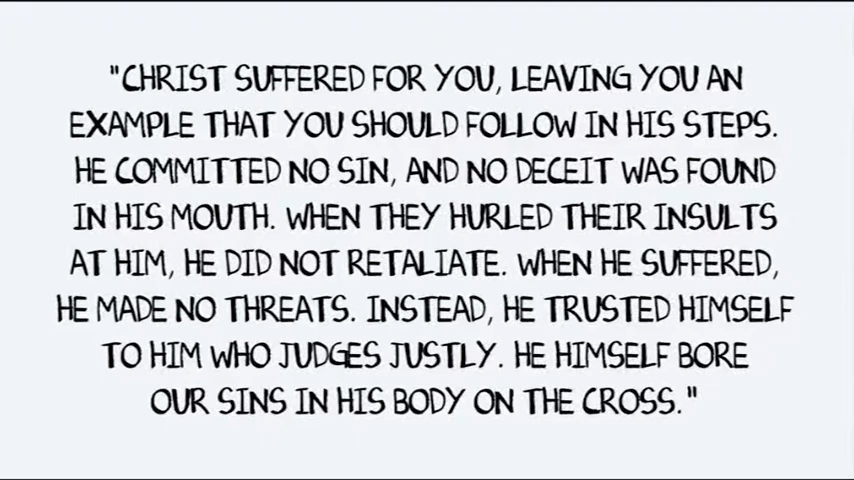 "CHRIST SUFFERED FOR YOU, LEAVING YOU AN
EXAMPLE THAT YOU SHOULD FOLLOW IN HIS STEPS.
HE COMMITTED NO SIN, AND NO DECEIT WAS FOUND
IN HIS MOUTH. WHEN THEY HURLED THEIR INSULTS
AT HIM, HE DID NOT RETALIATE. WHEN HE SUFFERED,
HE MADE NO THREATS. INSTEAD, HE TRUSTED HIMSELF
TO HIM WHO JUDGES JUSTLY. HE HIMSELF BORE
OUR SINS IN HIS BODY ON THE CROSS."